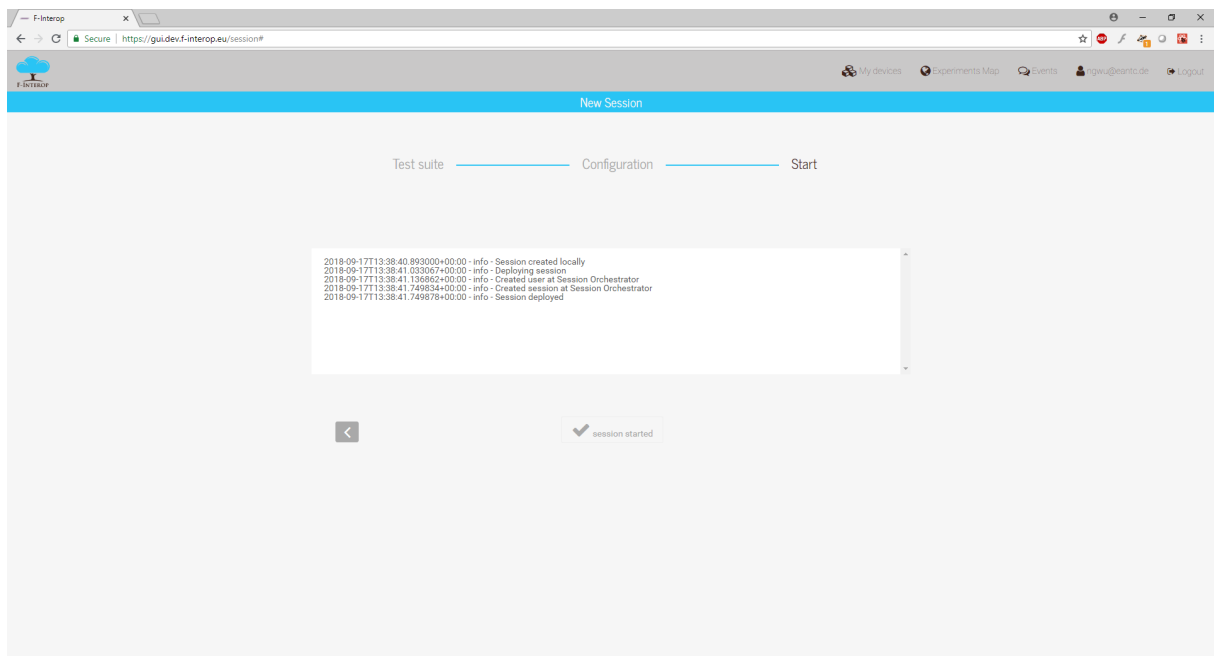 F-Interop
Secure | https://gui.dev.f-interop.eu/session#
F-INTEROP
My devices Experiments Map Events ngwu@eantc.de Logout
New Session
Test suite Configuration Start
2018-09-17T13:38:40.893000+00:00 - info - Session created locally
2018-09-17T13:38:41.033067+00:00 - info - Deploying session
2018-09-17T13:38:41.136862+00:00 - info - Created user at Session Orchestrator
2018-09-17T13:38:41.749834+00:00 - info - Created session at Session Orchestrator
2018-09-17T13:38:41.749878+00:00 - info - Session deployed
session started